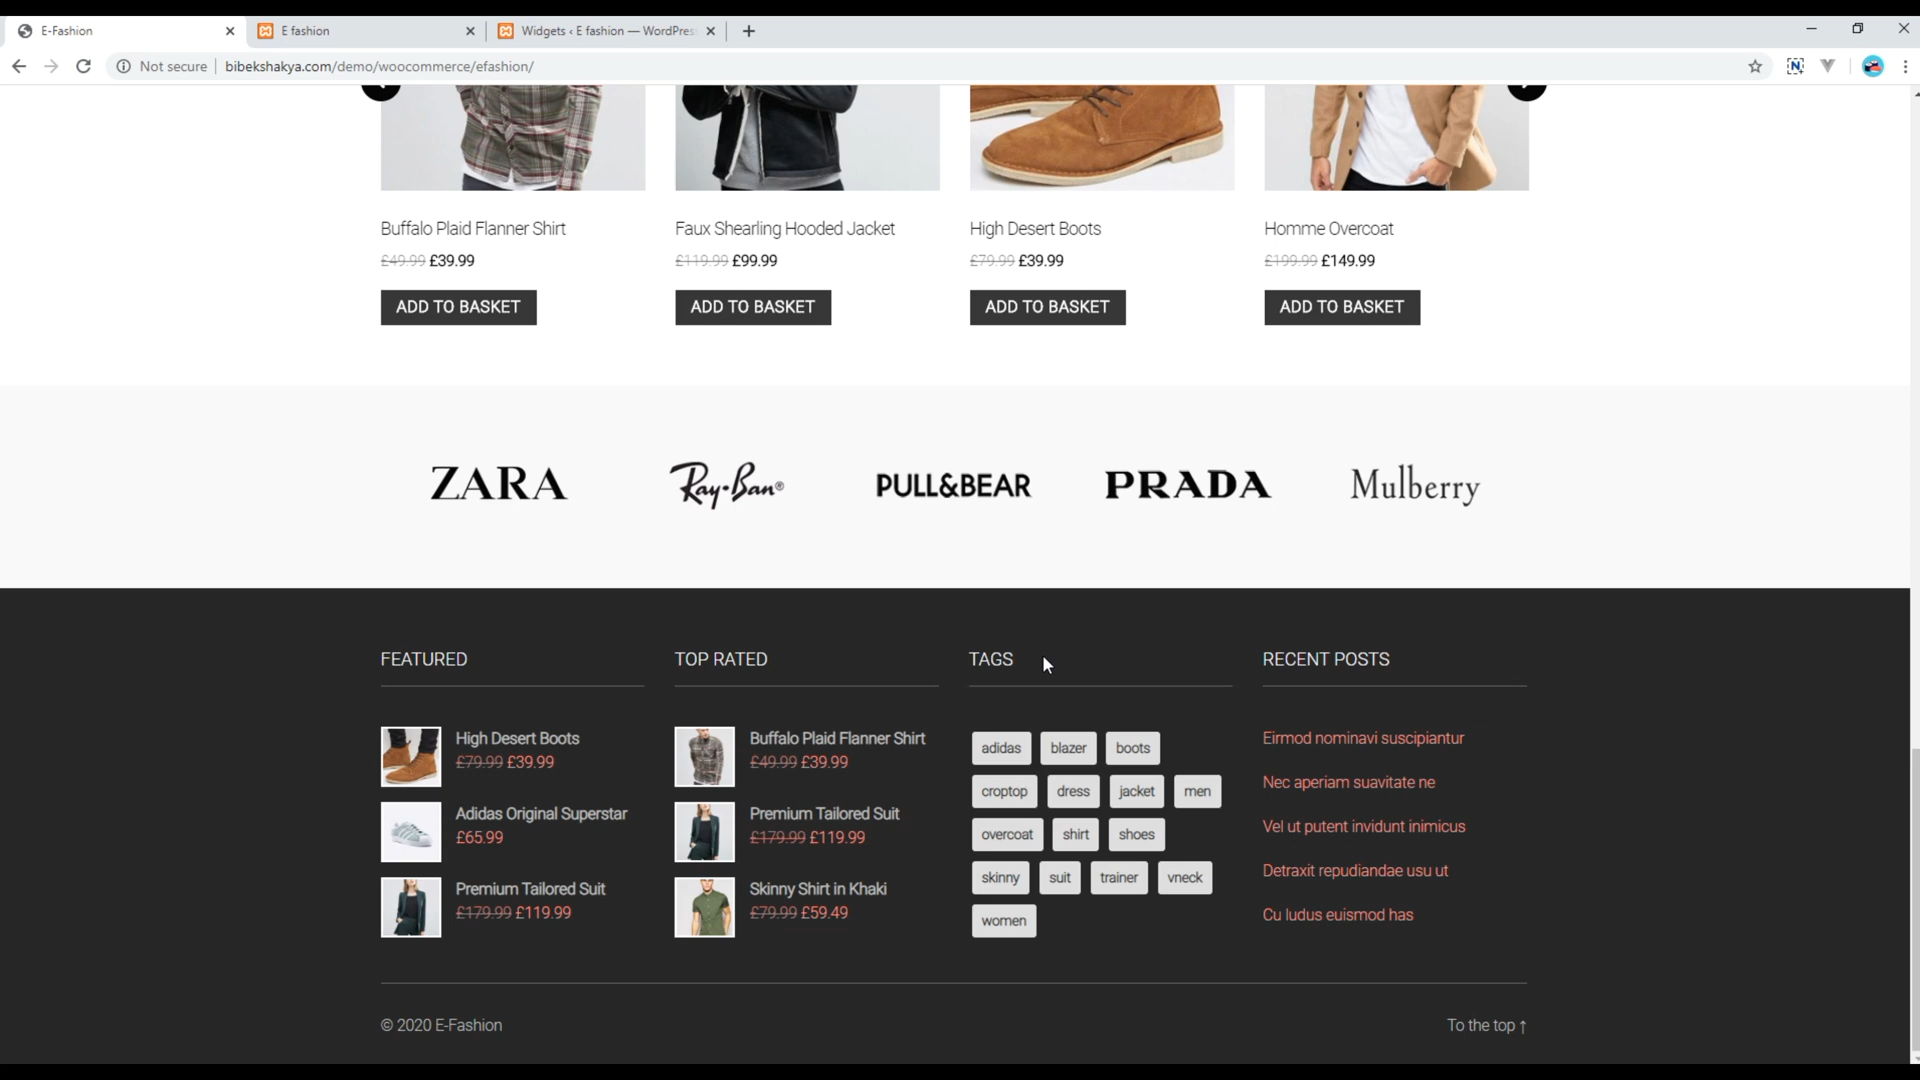 E-Fashion
E fashion
Widgets ‹ E fashion — WordPres
Not secure
bibekshakya.com/demo/woocommerce/efashion/
Buffalo Plaid Flanner Shirt
£49.99 £39.99
ADD TO BASKET
Faux Shearling Hooded Jacket
£119.99 £99.99
ADD TO BASKET
High Desert Boots
£79.99 £39.99
ADD TO BASKET
Homme Overcoat
£199.99 £149.99
ADD TO BASKET
ZARA
Ray-Ban®
PULL&BEAR
PRADA
Mulberry
FEATURED
High Desert Boots
£79.99 £39.99
Adidas Original Superstar
£65.99
Premium Tailored Suit
£179.99 £119.99
TOP RATED
Buffalo Plaid Flanner Shirt
£49.99 £39.99
Premium Tailored Suit
£179.99 £119.99
Skinny Shirt in Khaki
£79.99 £59.49
TAGS
adidas blazer boots
croptop dress jacket men
overcoat shirt shoes
skinny suit trainer vneck
women
RECENT POSTS
Eirmod nominavi suscipiantur
Nec aperiam suavitate ne
Vel ut putent invidunt inimicus
Detraxit repudiandae usu ut
Cu ludus euismod has
© 2020 E-Fashion
To the top ↑